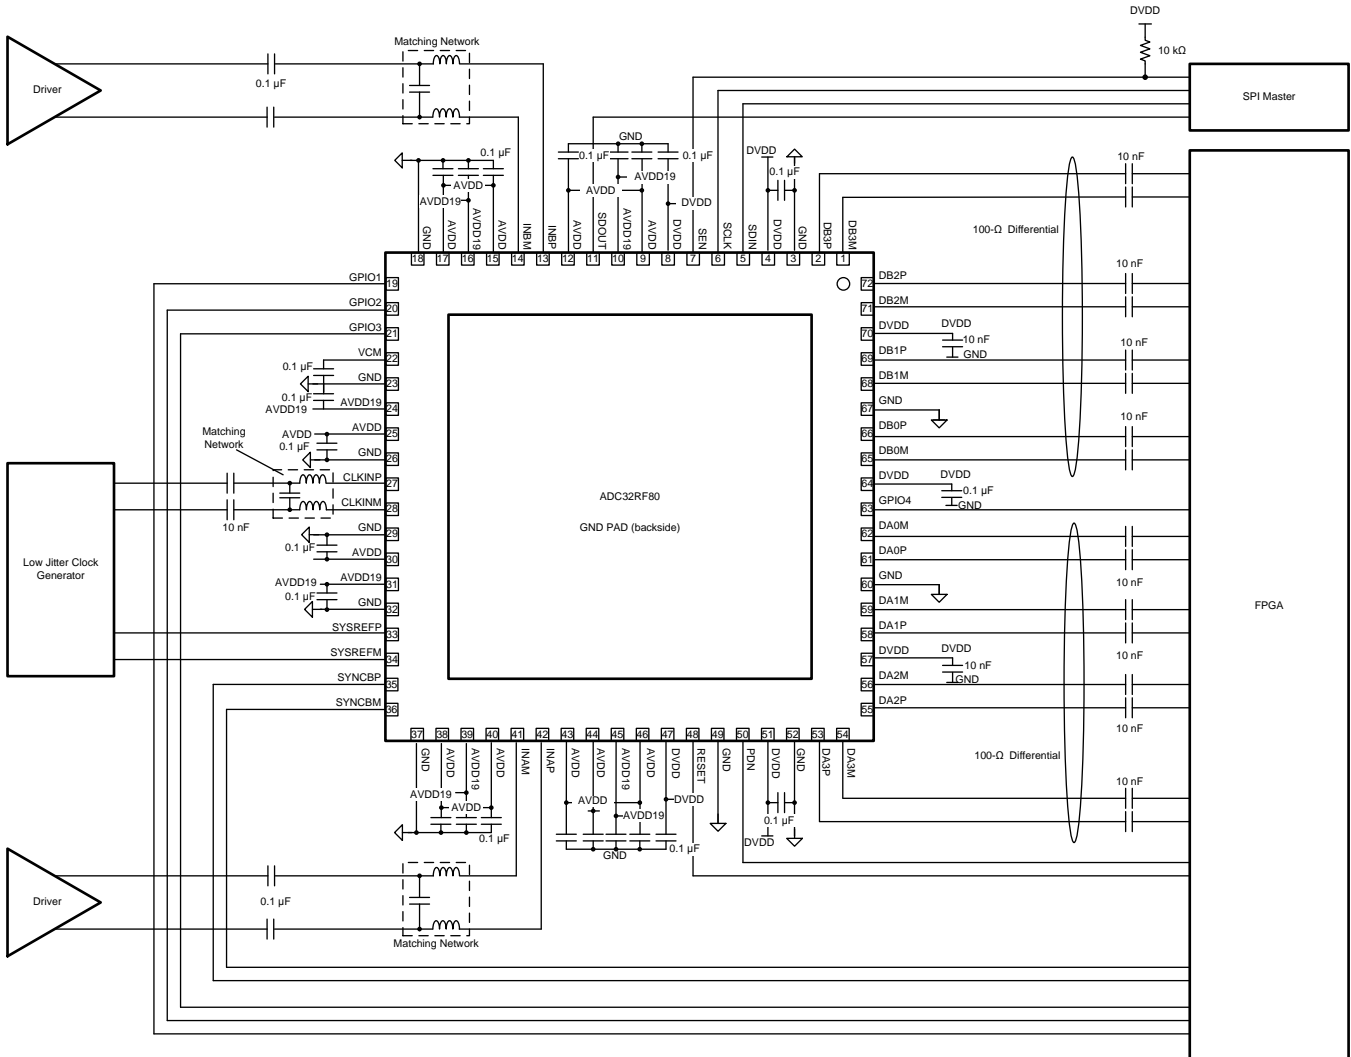 DVDD
10 kΩ
Matching Network
Driver
0.1 µF
SPI Master
GND
0.1 µF
0.1 µF
0.1 µF
AVDD19
AVDD
DVDD
DVDD
0.1 µF
AVDD
AVDD19
10 nF
100-Ω Differential
GND
AVDD
AVDD19
AVDD
INBM
INBP
AVDD
SDOUT
AVDD19
AVDD
DVDD
SEN
SCLK
SDIN
DVDD
GND
DB3P
DB3M
18
17
16
15
14
13
12
11
10
9
8
7
6
5
4
3
2
1
GPIO1
19
GPIO2
20
GPIO3
21
VCM
22
0.1 µF
GND
23
0.1 µF
AVDD19
AVDD19
24
AVDD
AVDD
25
0.1 µF
GND
26
Matching
Network
CLKINP
27
CLKINM
28
10 nF
GND
29
0.1 µF
AVDD
30
AVDD19
AVDD19
31
0.1 µF
GND
32
SYSREFP
33
SYSREFM
34
SYNCBP
35
SYNCBM
36
Low Jitter Clock
Generator
ADC32RF80
GND PAD (backside)
72
DB2P
10 nF
71
DB2M
70
DVDD
DVDD
10 nF
GND
69
DB1P
10 nF
68
DB1M
67
GND
66
DB0P
10 nF
65
DB0M
64
DVDD
DVDD
0.1 µF
GND
63
GPIO4
62
DA0M
61
DA0P
10 nF
60
GND
59
DA1M
58
DA1P
10 nF
57
DVDD
DVDD
10 nF
GND
56
DA2M
55
DA2P
10 nF
FPGA
100-Ω Differential
10 nF
37
38
39
40
41
42
43
44
45
46
47
48
49
50
51
52
53
54
GND
AVDD
AVDD19
AVDD
INAM
INAP
AVDD
AVDD
AVDD19
AVDD
DVDD
RESET
GND
PDN
DVDD
GND
DA3P
DA3M
AVDD19
AVDD
0.1 µF
AVDD
AVDD19
DVDD
GND
0.1 µF
0.1 µF
DVDD
Driver
0.1 µF
Matching Network